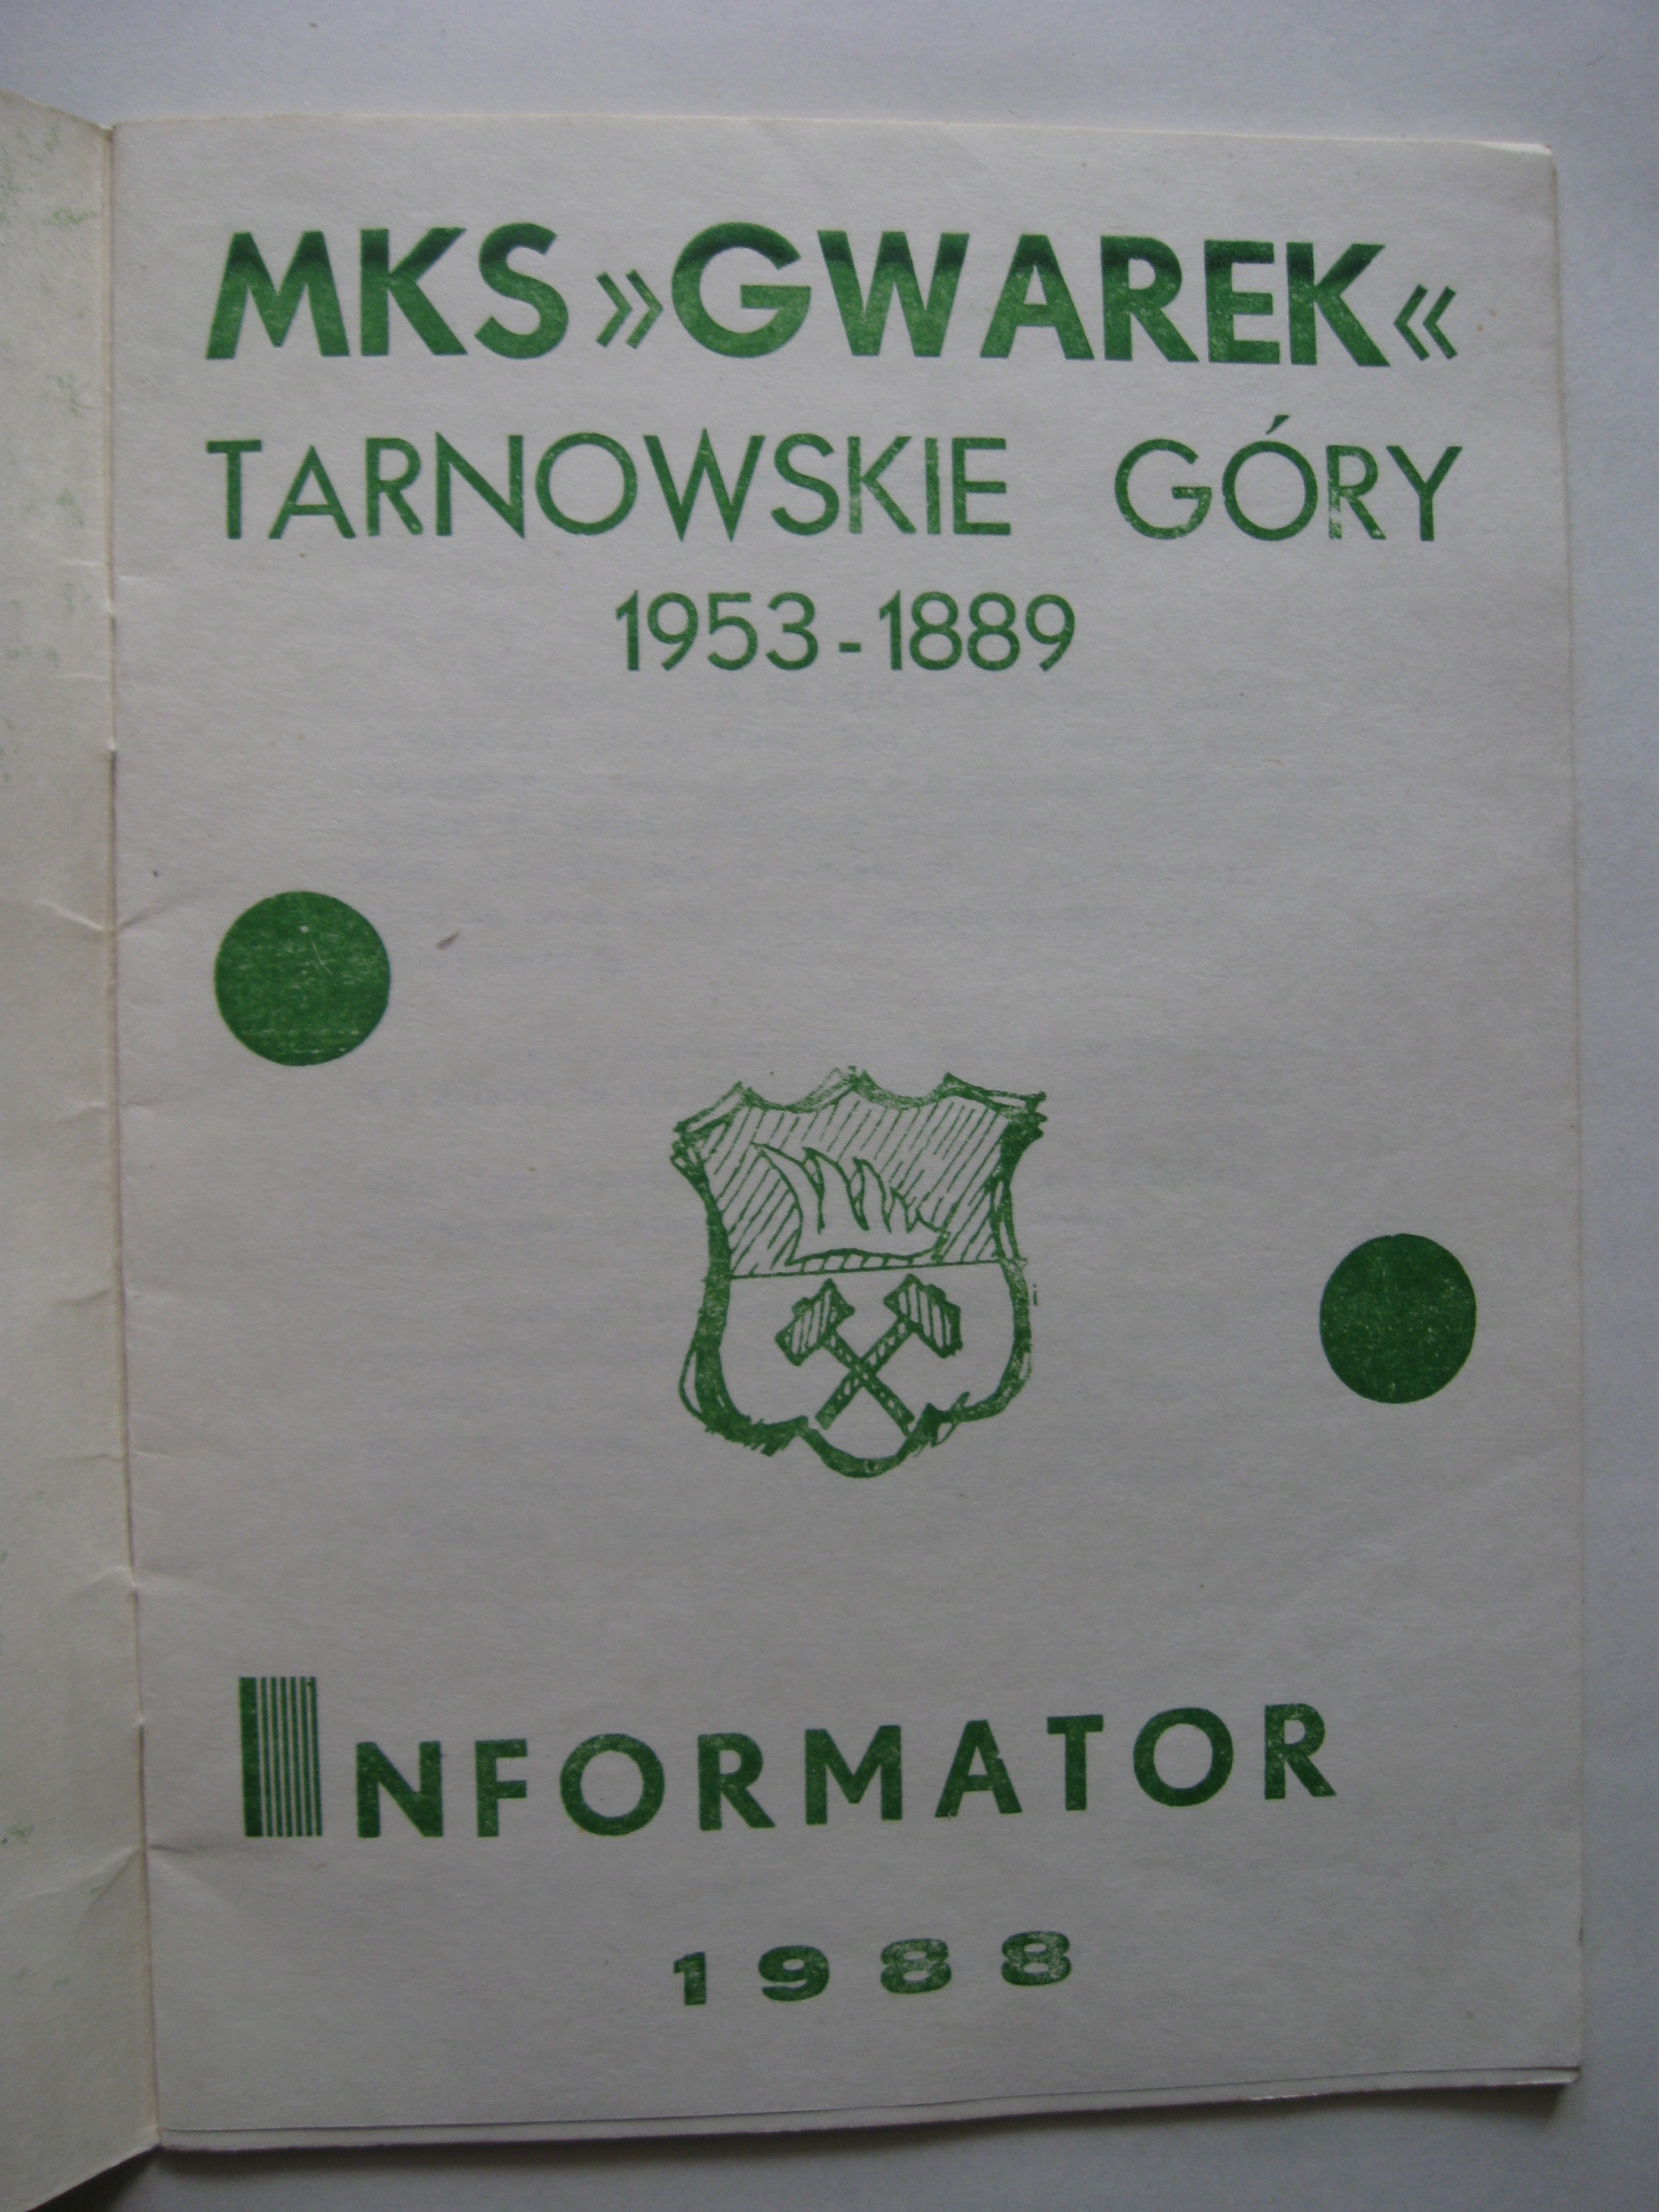 MKS »GWAREK«
TARNOWSKIE GÓRY
1953-1889
INFORMATOR
1988